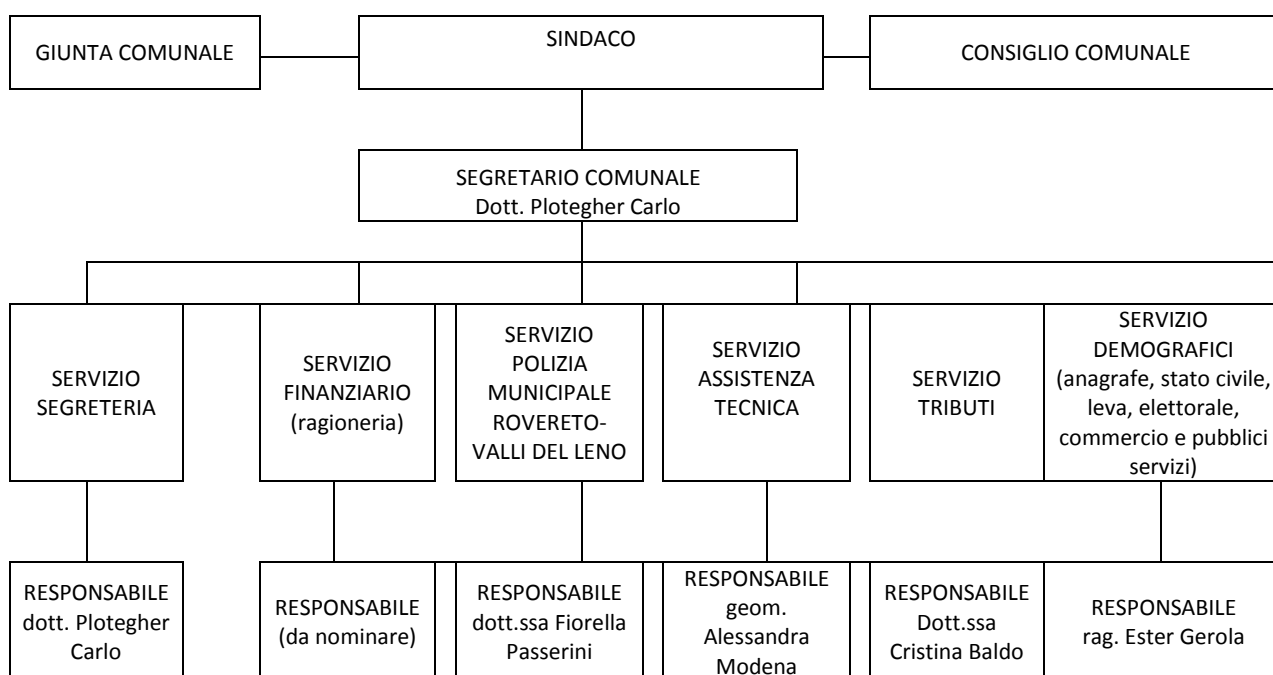 GIUNTA COMUNALE
SINDACO
CONSIGLIO COMUNALE
SEGRETARIO COMUNALE
Dott. Plotegher Carlo
SERVIZIO
SEGRETERIA
SERVIZIO
FINANZIARIO
(ragioneria)
SERVIZIO
POLIZIA
MUNICIPALE
ROVERETO-
VALLI DEL LENO
SERVIZIO
ASSISTENZA
TECNICA
SERVIZIO
TRIBUTI
SERVIZIO
DEMOGRAFICI
(anagrafe, stato civile,
leva, elettorale,
commercio e pubblici
servizi)
RESPONSABILE
dott. Plotegher
Carlo
RESPONSABILE
(da nominare)
RESPONSABILE
dott.ssa Fiorella
Passerini
RESPONSABILE
geom.
Alessandra
Modena
RESPONSABILE
Dott.ssa
Cristina Baldo
RESPONSABILE
rag. Ester Gerola